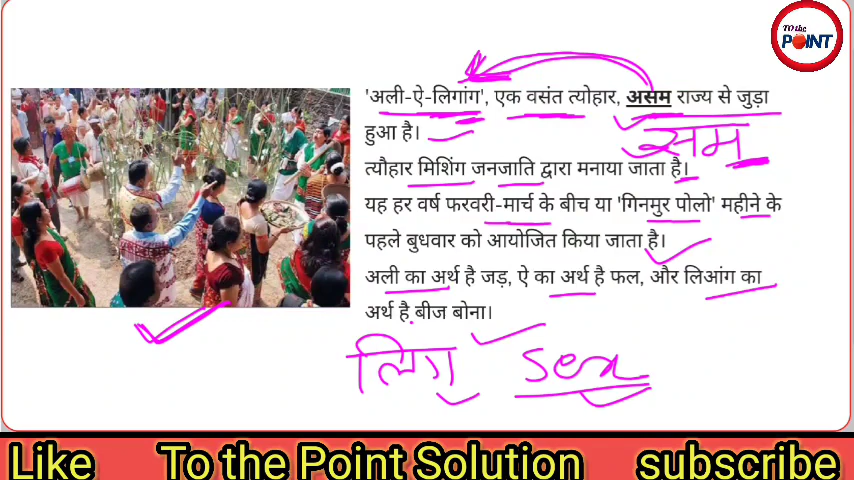 TO the
POINT
'अली-ऐ-लिगांग', एक वसंत त्योहार, असम राज्य से जुड़ा
हुआ है।
सम
त्यौहार मिशिंग जनजाति द्वारा मनाया जाता है।
यह हर वर्ष फरवरी-मार्च के बीच या 'गिनमुर पोलो' महीने के
पहले बुधवार को आयोजित किया जाता है।
अली का अर्थ है जड़, ऐ का अर्थ है फल, और लिआंग का
अर्थ है बीज बोना।
लिग sex
Like To the Point Solution subscribe